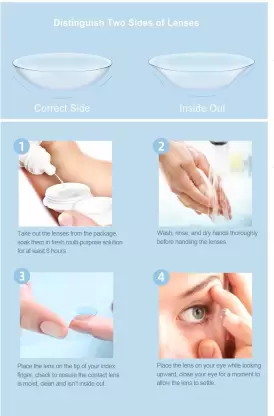 Distinguish Two Sides of Lenses
Correct Side
Inside Out
1
Take out the lenses from the package,
soak them in fresh multi-purpose solution
for at least 6 hours.
2
Wash, rinse, and dry hands thoroughly
before handling the lenses.
3
Place the lens on the tip of your index
finger, check to ensure the contact lens
is moist, clean and isn't inside out
4
Place the lens on your eye while looking
upward, close your eye for a moment to
allow the lens to settle.